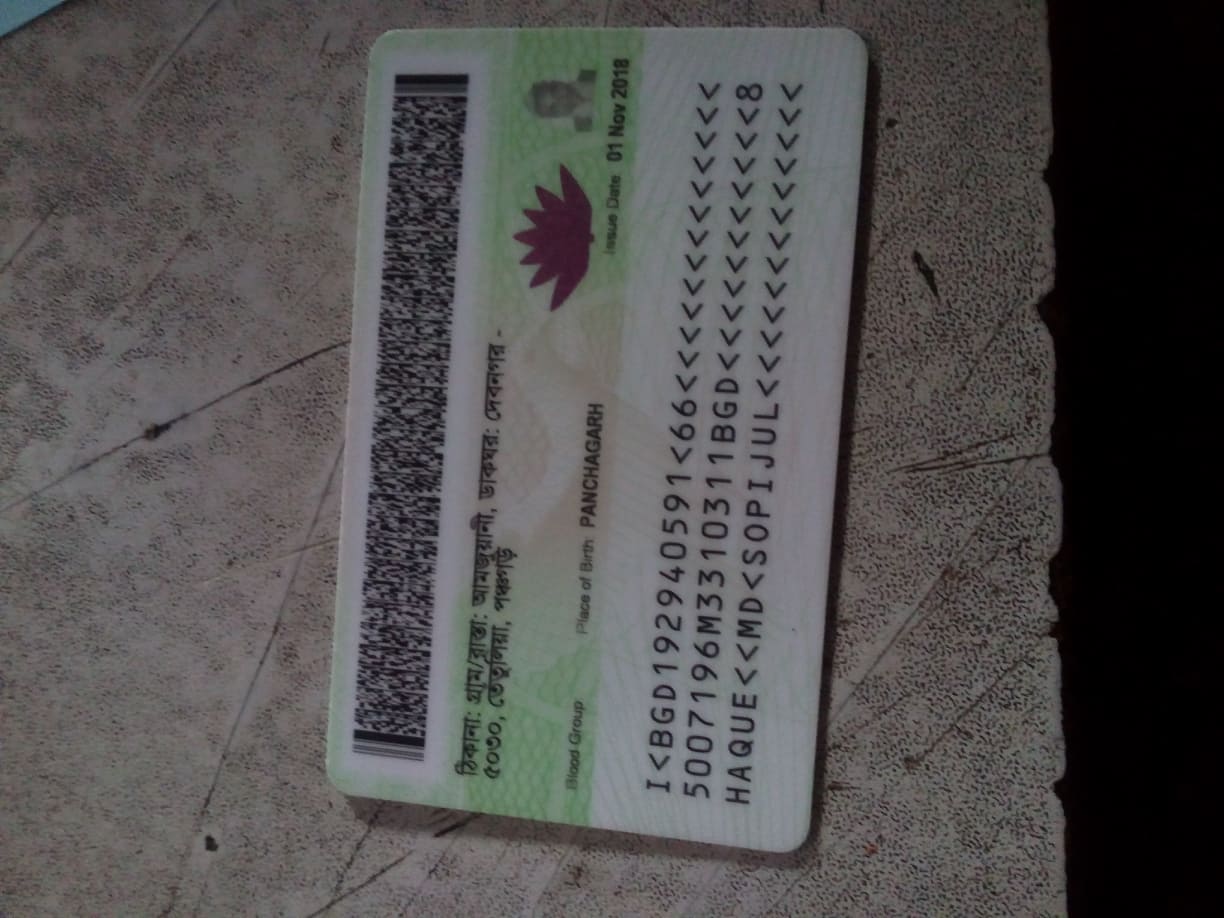 ঠিকানা: গ্রাম/রাস্তা: আমজুয়ানী, ডাকঘর: দেবনগর -
৫০৩০, তেতুলিয়া, পঞ্চগড়
Blood Group Place of Birth PANCHAGARH Issue Date 01 Nov 2018
I<BGD192940591<66<<<<<<<<<<<<<
5007196M3310311BGD<<<<<<<<<<<8
HAQUE<<MD<SOPIJUL<<<<<<<<<<<<<